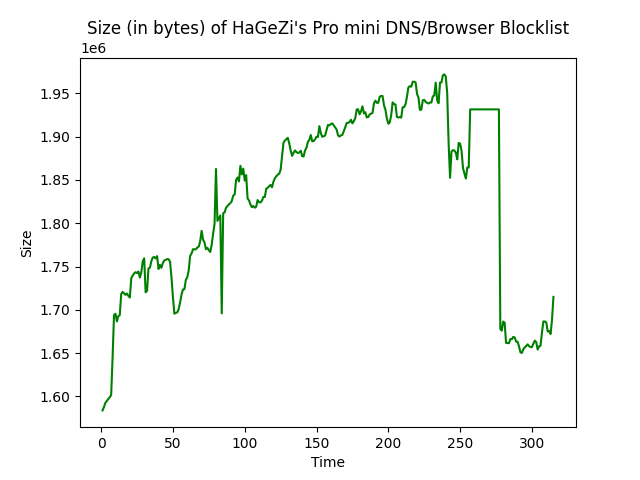 Size (in bytes) of HaGeZi's Pro mini DNS/Browser Blocklist
1e6
1.95
1.90
1.85
1.80
1.75
1.70
1.65
1.60
Size
0 50 100 150 200 250 300
Time